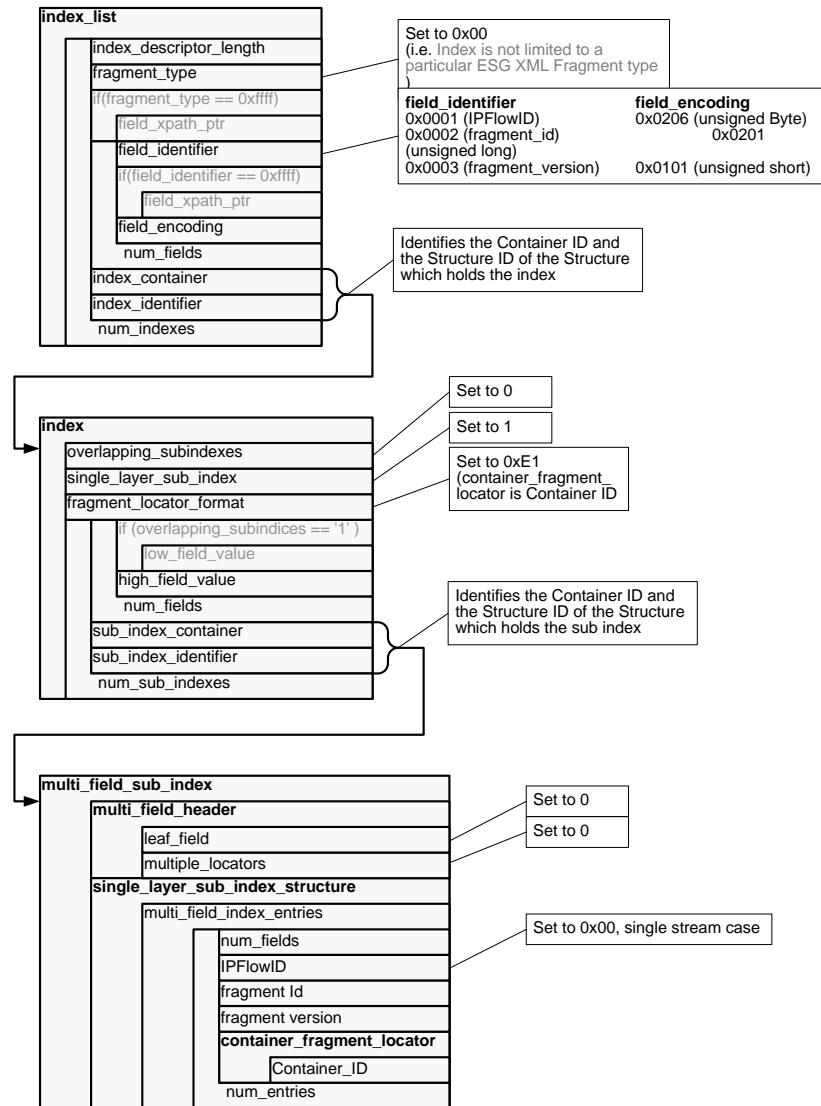 index_list
index_descriptor_length
fragment_type
if(fragment_type == 0xffff)
field_xpath_ptr
field_identifier
if(field_identifier == 0xffff)
field_xpath_ptr
field_encoding
num_fields
index_container
index_identifier
num_indexes
Set to 0x00
(i.e. Index is not limited to a
particular ESG XML Fragment type
)
field_identifier field_encoding
0x0001 (IPFlowID) 0x0206 (unsigned Byte)
0x0002 (fragment_id) 0x0201
(unsigned long)
0x0003 (fragment_version) 0x0101 (unsigned short)
Identifies the Container ID and
the Structure ID of the Structure
which holds the index
index
overlapping_subindexes
single_layer_sub_index
fragment_locator_format
if (overlapping_subindices == '1' )
low_field_value
high_field_value
num_fields
sub_index_container
sub_index_identifier
num_sub_indexes
Set to 0
Set to 1
Set to 0xE1
(container_fragment_
locator is Container ID
Identifies the Container ID and
the Structure ID of the Structure
which holds the sub index
multi_field_sub_index
multi_field_header
leaf_field
multiple_locators
single_layer_sub_index_structure
multi_field_index_entries
num_fields
IPFlowID
fragment Id
fragment version
container_fragment_locator
Container_ID
num_entries
Set to 0
Set to 0
Set to 0x00, single stream case